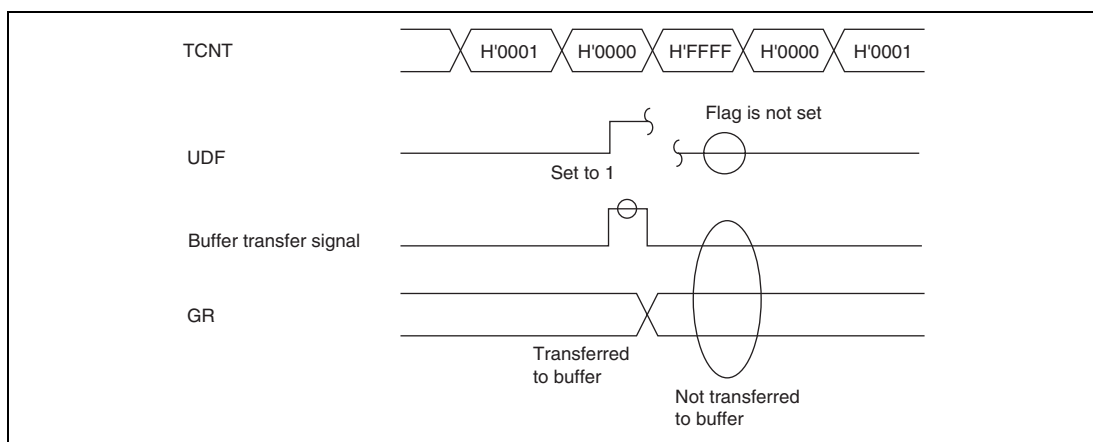 TCNT
H'0001 H'0000 H'FFFF H'0000 H'0001
Flag is not set
UDF
Set to 1
Buffer transfer signal
GR
Transferred
to buffer
Not transferred
to buffer